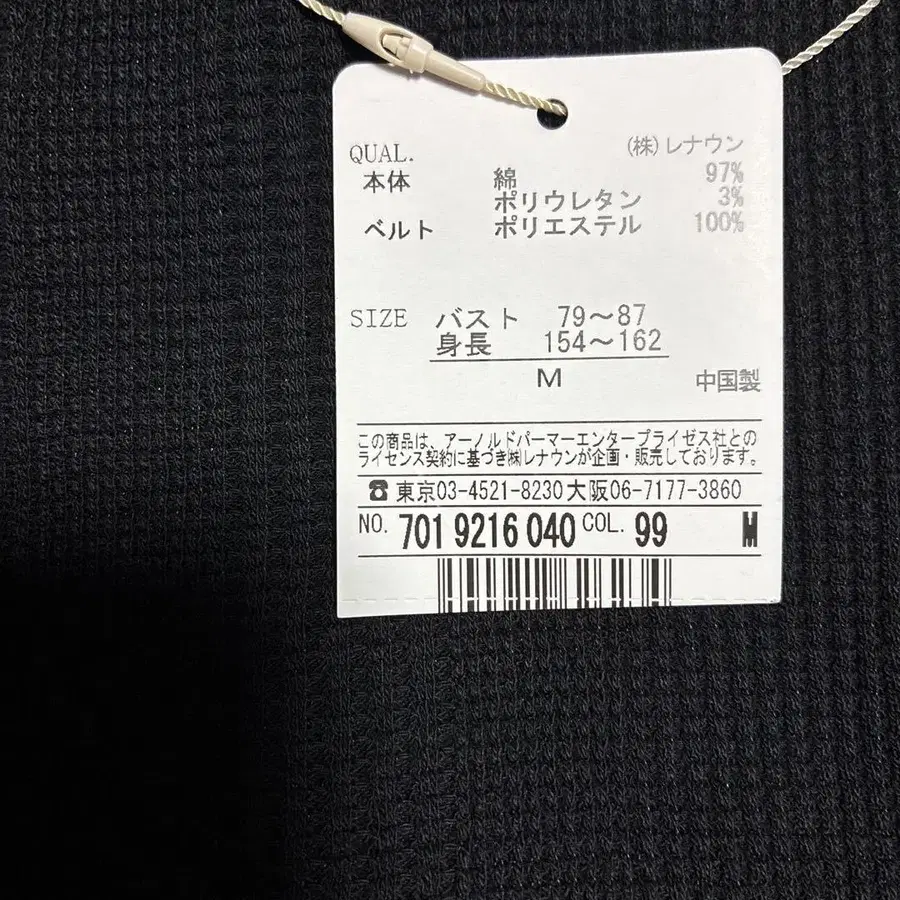 (株)レナウン
QUAL.
本体 綿 97%
ポリウレタン 3%
ベルト ポリエステル 100%
SIZE バスト 79〜87
身長 154〜162
M
中国製
この商品は、アーノルドパーマーエンタープライゼス社との
ライセンス契約に基づき㈱レナウンが企画・販売しております。
☎東京03-4521-8230大阪06-7177-3860
NO. 701 9216 040 COL. 99 M